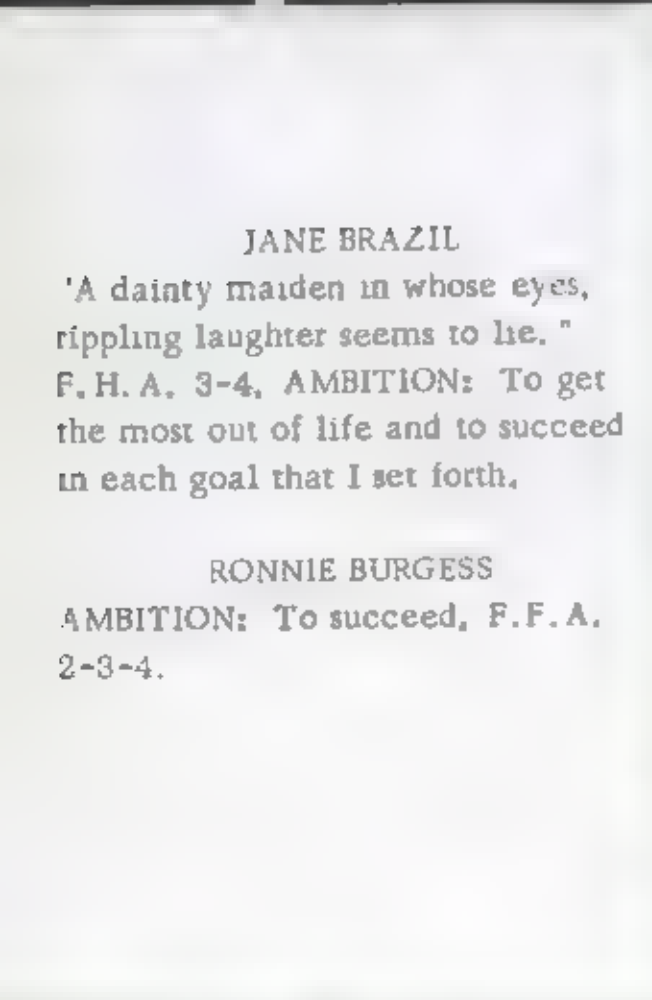 JANE BRAZIL
'A dainty maiden in whose eyes,
rippling laughter seems to lie. "
F. H. A. 3-4, AMBITION: To get
the most out of life and to succeed
in each goal that I set forth.
RONNIE BURGESS
AMBITION: To succeed, F. F. A.
2-3-4.